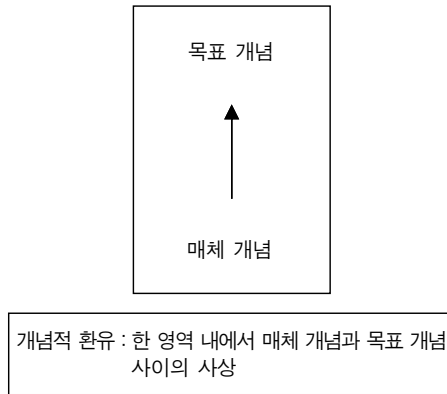 목표 개념
매체 개념
개념적 환유 : 한 영역 내에서 매체 개념과 목표 개념
사이의 사상